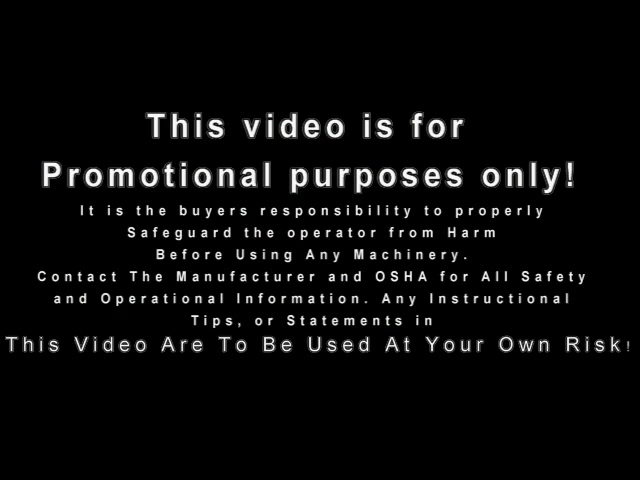 This video is for
Promotional purposes only!
It is the buyers responsibility to properly
Safeguard the operator from Harm
Before Using Any Machinery.
Contact The Manufacturer and OSHA for All Safety
and Operational Information. Any Instructional
Tips, or Statements in
This Video Are To Be Used At Your Own Risk!